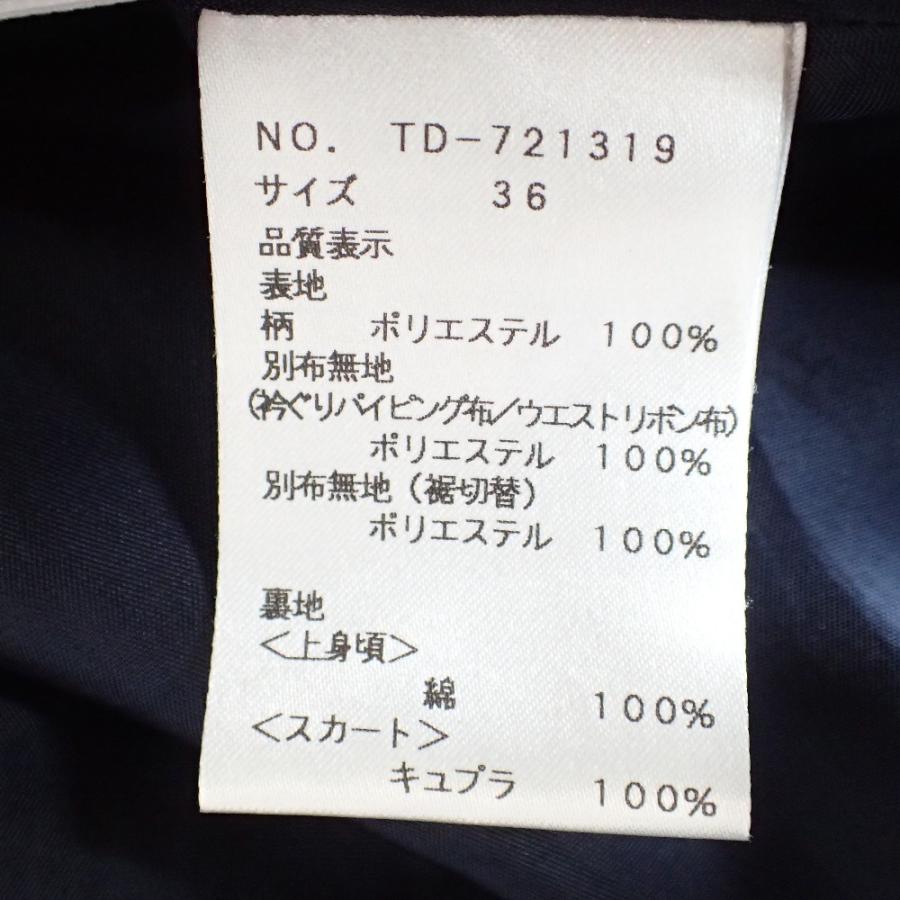 NO. TD-721319
サイズ 36
品質表示
表地
柄 ポリエステル 100%
別布無地
(衿ぐりパイピング布/ウエストリボン布)
ポリエステル 100%
別布無地(裾切替)
ポリエステル 100%
裏地
<上身頃>
綿 100%
<スカート>
キュプラ 100%